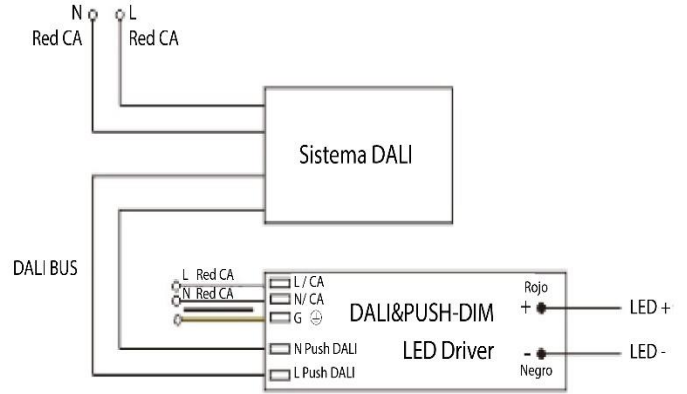 N L
Red CA Red CA
Sistema DALI
DALI BUS
L Red CA
N Red CA
L / CA
N/ CA
G
N Push DALI
L Push DALI
DALI&PUSH-DIM
LED Driver
Rojo
+
-
Negro
LED +
LED -